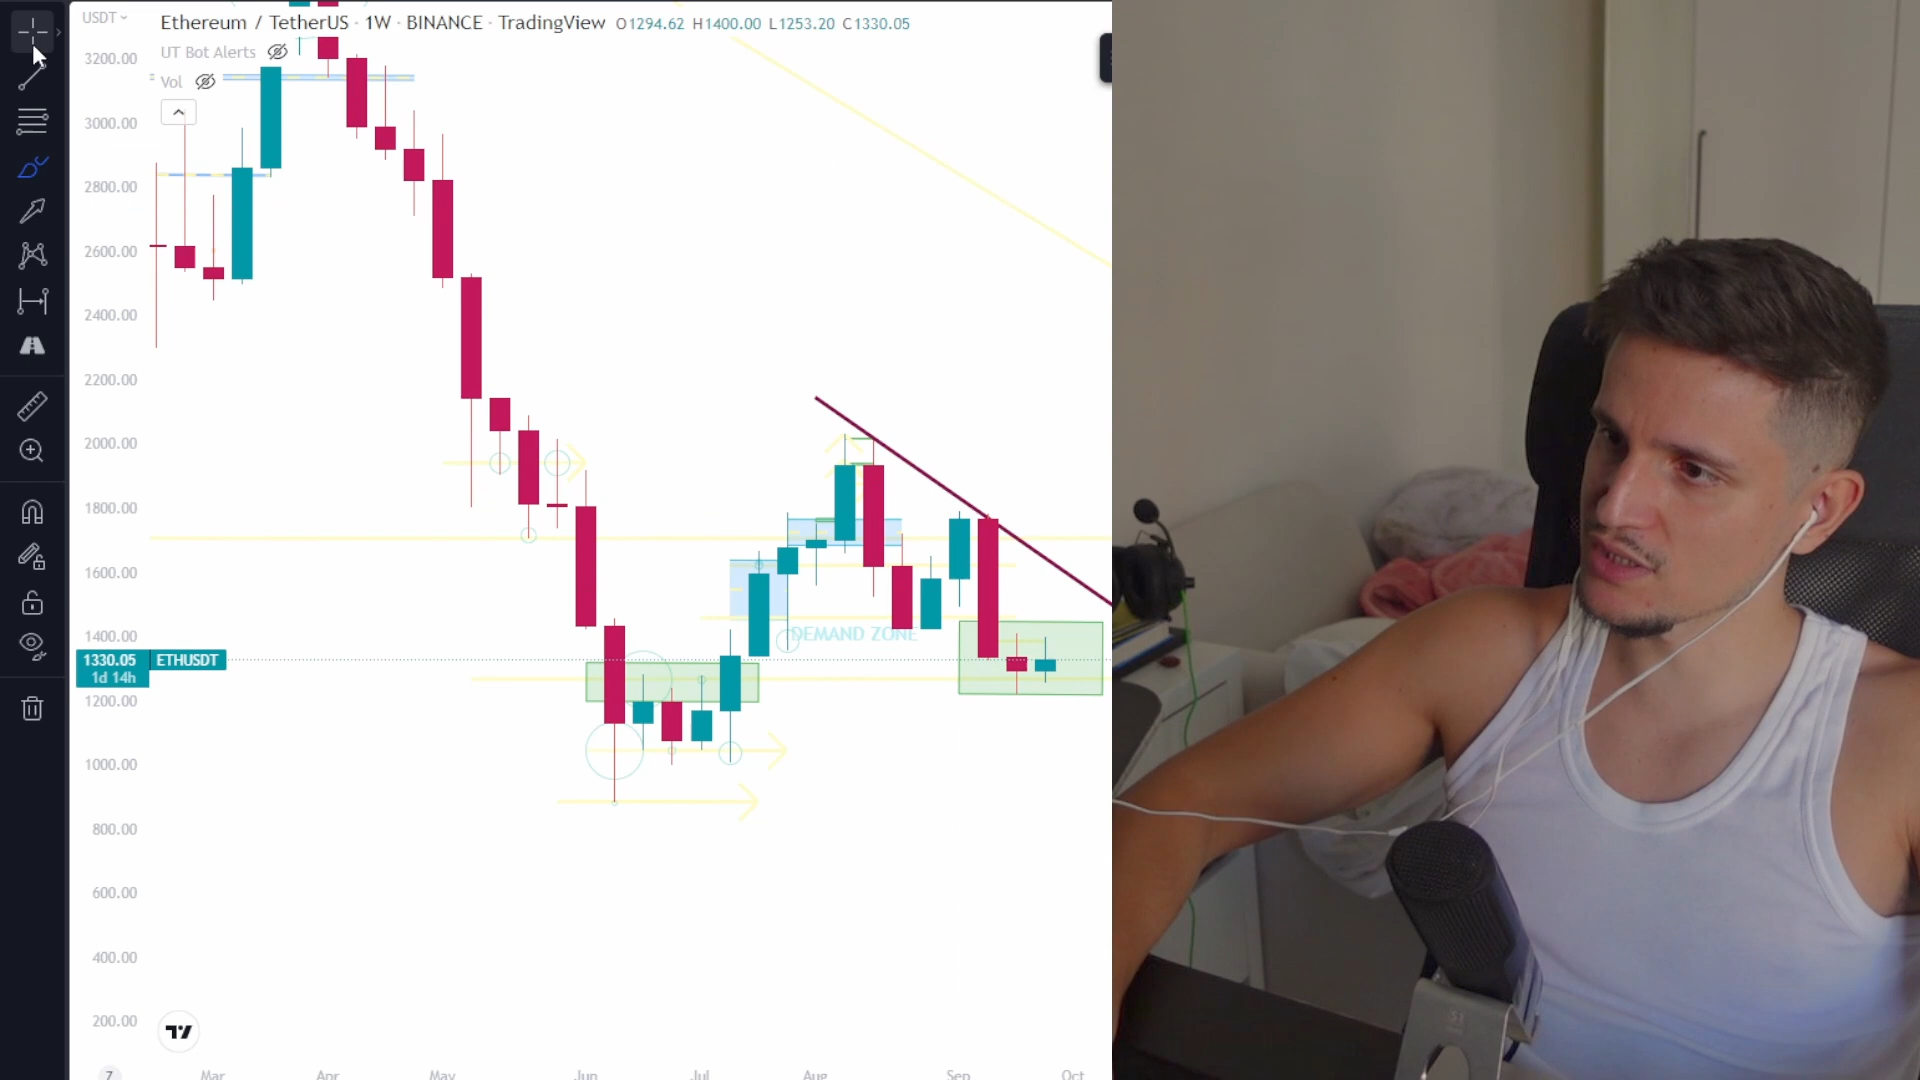 USDT
Ethereum / TetherUS · 1W · BINANCE · TradingView O1294.62 H1400.00 L1253.20 C1330.05
UT Bot Alerts
Vol
3200.00
3000.00
2800.00
2600.00
2400.00
2200.00
2000.00
1800.00
1600.00
1400.00
DEMAND ZONE
1330.05 ETHUSDT
1d 14h
1200.00
1000.00
800.00
600.00
400.00
200.00
Z Mar Apr May Jun Jul Aug Sep Oct